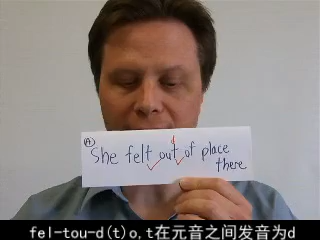 (A)
She felt out of place
there
d
fel-tou-d(t)o,t在元音之间发音为d